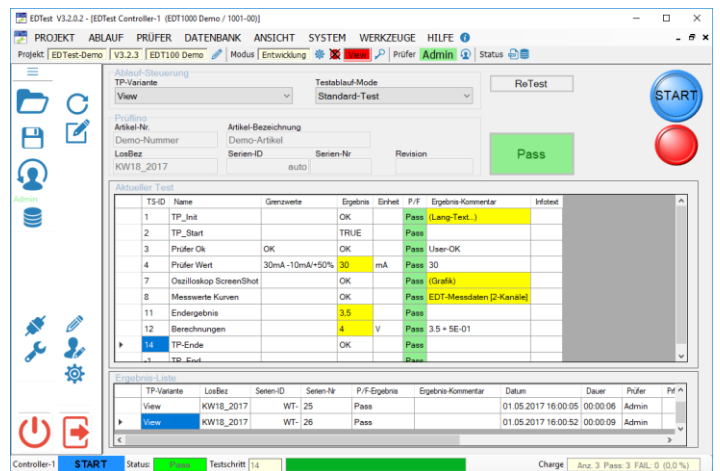 EDTest V3.2.0.2 - [EDTest Controller-1 (EDT1000 Demo / 1001-00)]
PROJEKT ABLAUF PRÜFER DATENBANK ANSICHT SYSTEM WERKZEUGE HILFE
Projekt EDTest-Demo V3.2.3 EDT100 Demo Modus Entwicklung View Prüfer Admin Status
Ablauf-Steuerung
TP-Variante Testablauf-Mode
View Standard-Test
ReTest
START
Prüfling
Artikel-Nr. Artikel-Bezeichnung
Demo-Nummer Demo-Artikel
LosBez Serien-ID Serien-Nr Revision
KW18_2017 auto
Pass
Admin
Aktueller Test
TS-ID Name Grenzwerte Ergebnis Einheit P/F Ergebnis-Kommentar Infotext
1 TP_Init OK Pass (Lang-Text...)
2 TP_Start TRUE Pass
3 Prüfer Ok OK OK Pass User-OK
4 Prüfer Wert 30mA -10mA/+50% 30 mA Pass 30
7 Oszilloskop ScreenShot OK Pass (Grafik)
8 Messwerte Kurven OK Pass EDT-Messdaten [2-Kanäle]
11 Endergebnis 3,5 Pass
12 Berechnungen 4 V Pass 3.5 + 5E-01
14 TP-Ende OK Pass
-1 TP_End Pass
Ergebnis-Liste
TP-Variante LosBez Serien-ID Serien-Nr P/F-Ergebnis Ergebnis-Kommentar Datum Dauer Prüfer
View KW18_2017 WT- 25 Pass 01.05.2017 16:00:05 00:00:06 Admin
View KW18_2017 WT- 26 Pass 01.05.2017 16:00:52 00:00:09 Admin
Controller-1 START Status: Pass Testschritt 14 Charge Anz. 3 Pass: 3 FAIL: 0 (0,0 %)